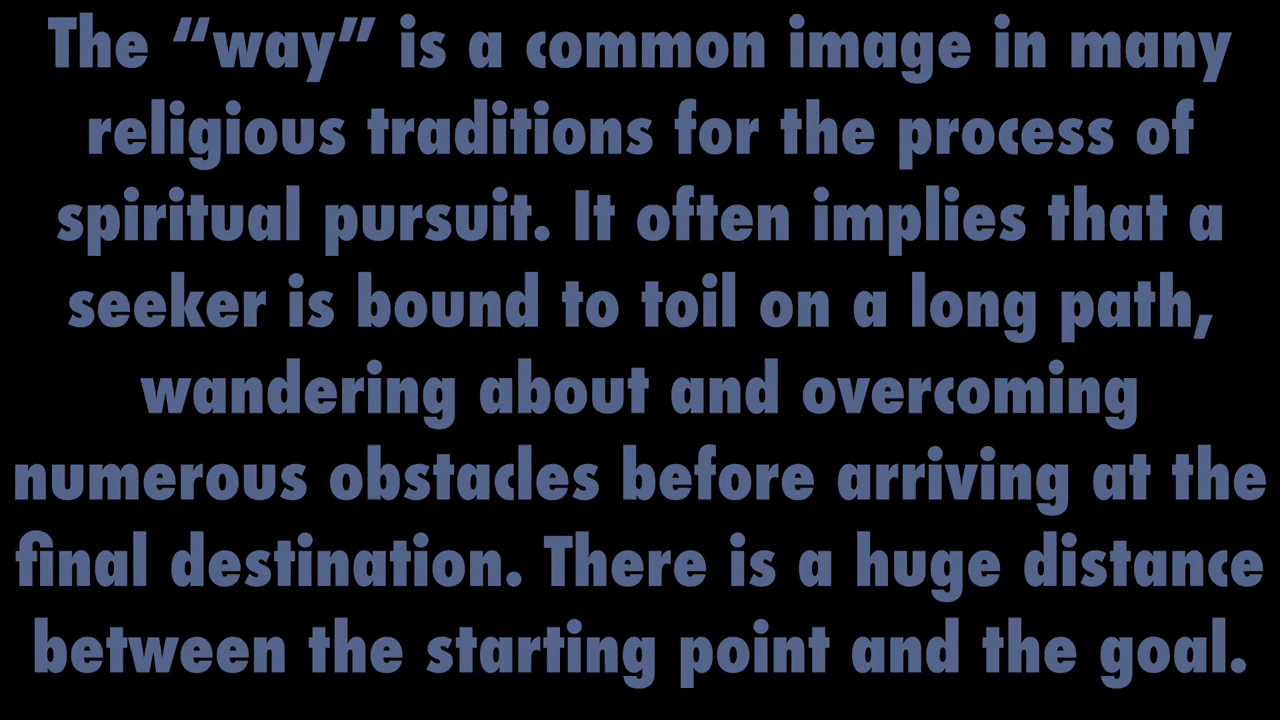 The “way” is a common image in many
religious traditions for the process of
spiritual pursuit. It often implies that a
seeker is bound to toil on a long path,
wandering about and overcoming
numerous obstacles before arriving at the
final destination. There is a huge distance
between the starting point and the goal.